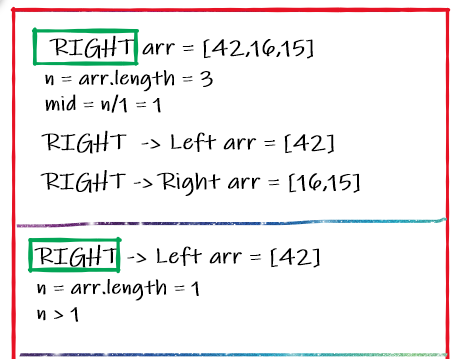 RIGHT arr = [42,16,15]
n = arr.length = 3
mid = n/1 = 1
RIGHT -> Left arr = [42]
RIGHT -> Right arr = [16,15]
RIGHT -> Left arr = [42]
n = arr.length = 1
n > 1